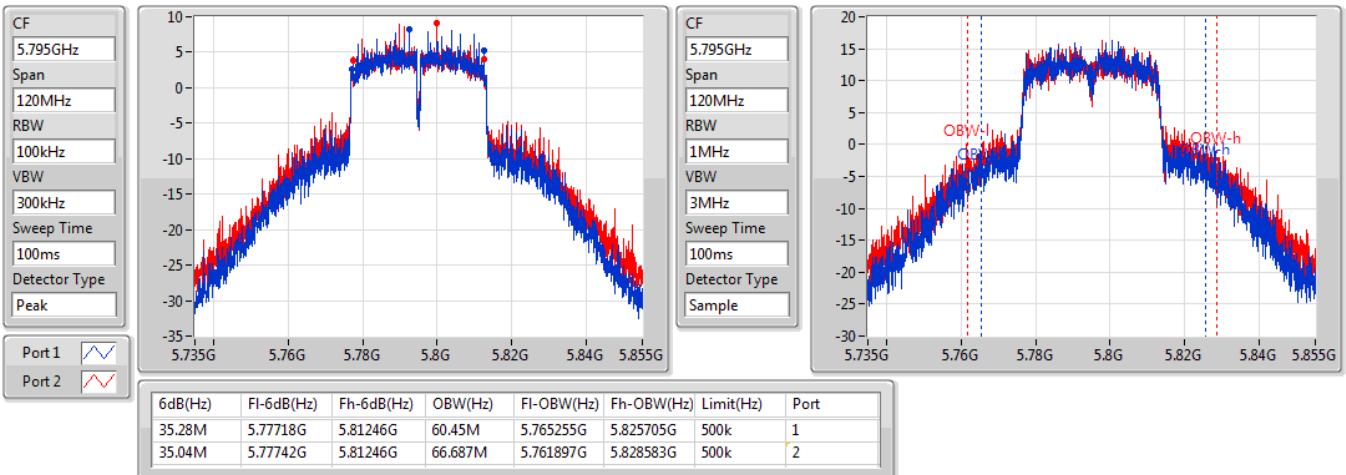 CF
5.795GHz
Span
120MHz
RBW
100kHz
VBW
300kHz
Sweep Time
100ms
Detector Type
Peak
Port 1
Port 2
10
5
0
-5
-10
-15
-20
-25
-30
-35
5.735G 5.76G 5.78G 5.8G 5.82G 5.84G 5.855G
CF
5.795GHz
Span
120MHz
RBW
1MHz
VBW
3MHz
Sweep Time
100ms
Detector Type
Sample
20
15
10
5
0
-5
-10
-15
-20
-25
-30
OBW-l
OBW-h
5.735G 5.76G 5.78G 5.8G 5.82G 5.84G 5.855G
6dB(Hz) Fl-6dB(Hz) Fh-6dB(Hz) OBW(Hz) Fl-OBW(Hz) Fh-OBW(Hz) Limit(Hz) Port
35.28M 5.77718G 5.81246G 60.45M 5.765255G 5.825705G 500k 1
35.04M 5.77742G 5.81246G 66.687M 5.761897G 5.828583G 500k 2